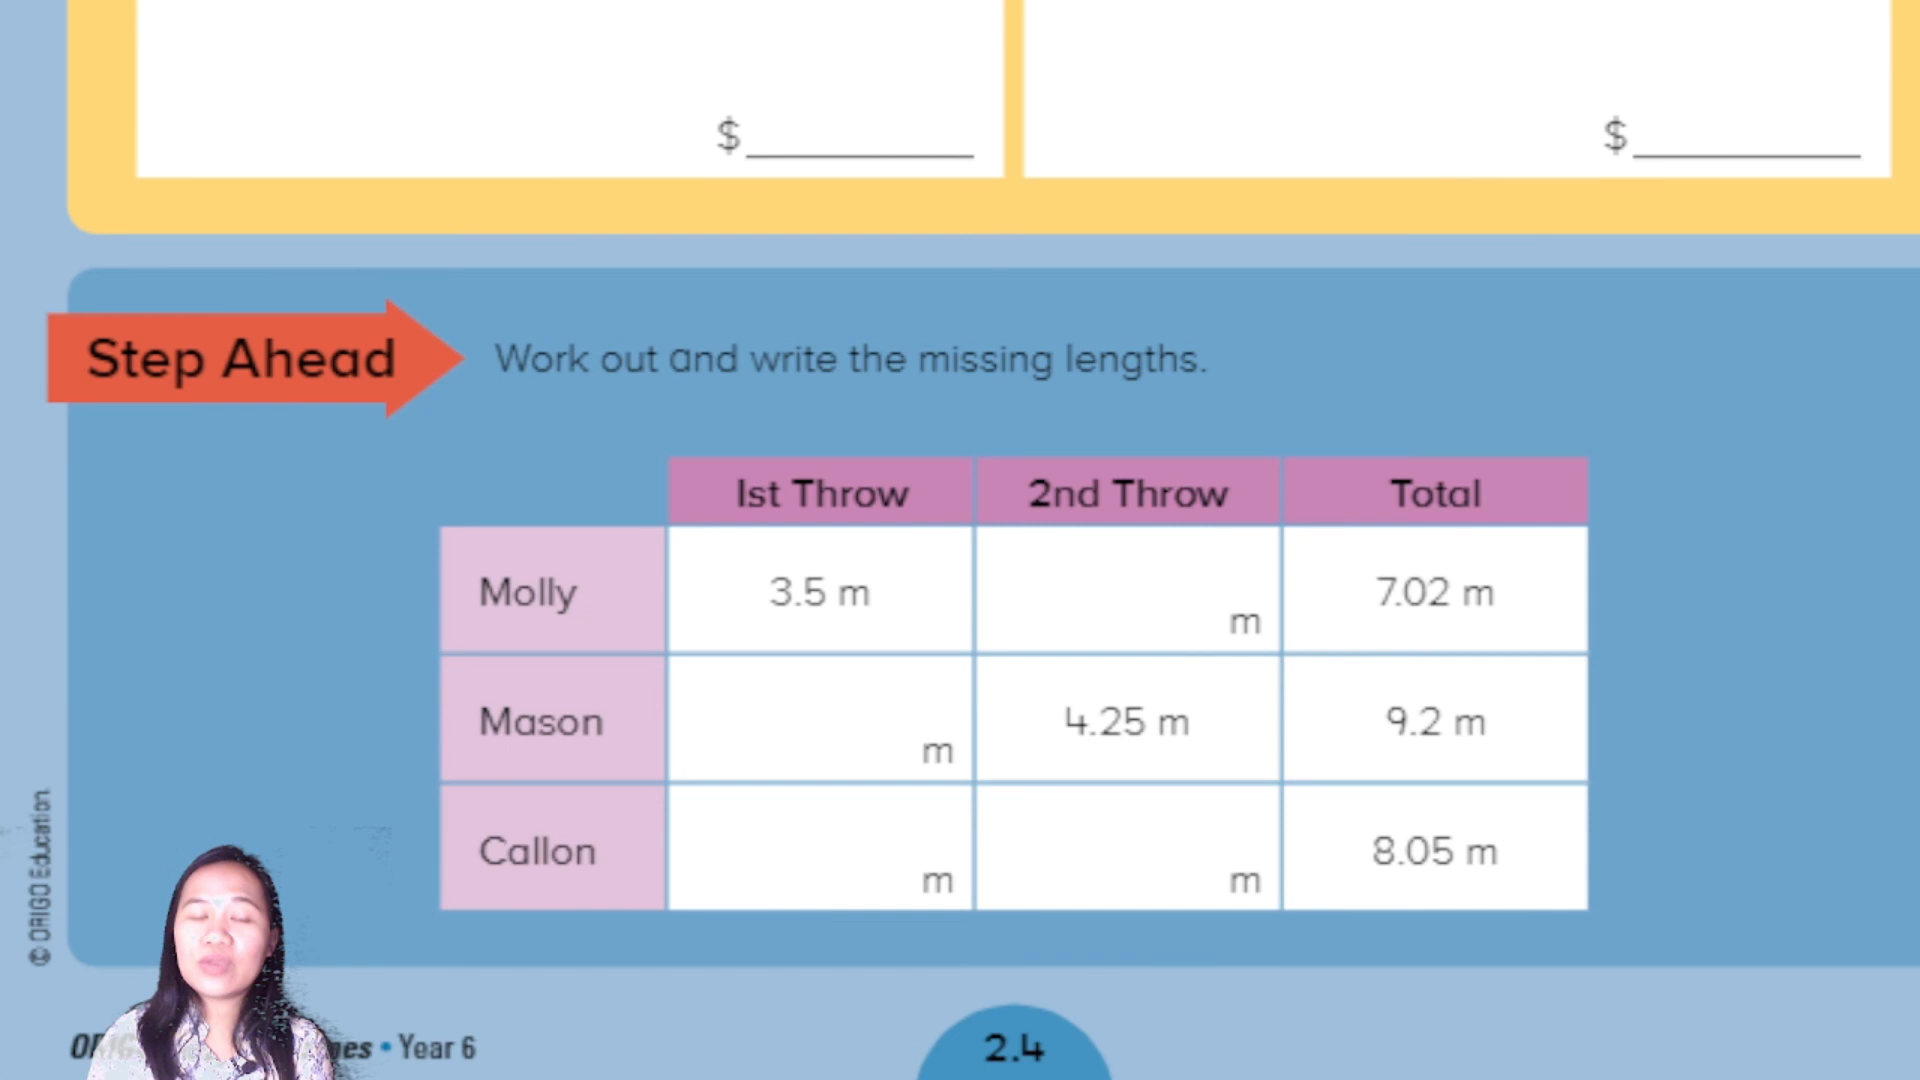 $
$
Step Ahead
Work out and write the missing lengths.
1st Throw 2nd Throw Total
Molly 3.5 m m 7.02 m
Mason m 4.25 m 9.2 m
Callon m m 8.05 m
© ORIGO Education
• Year 6
2.4